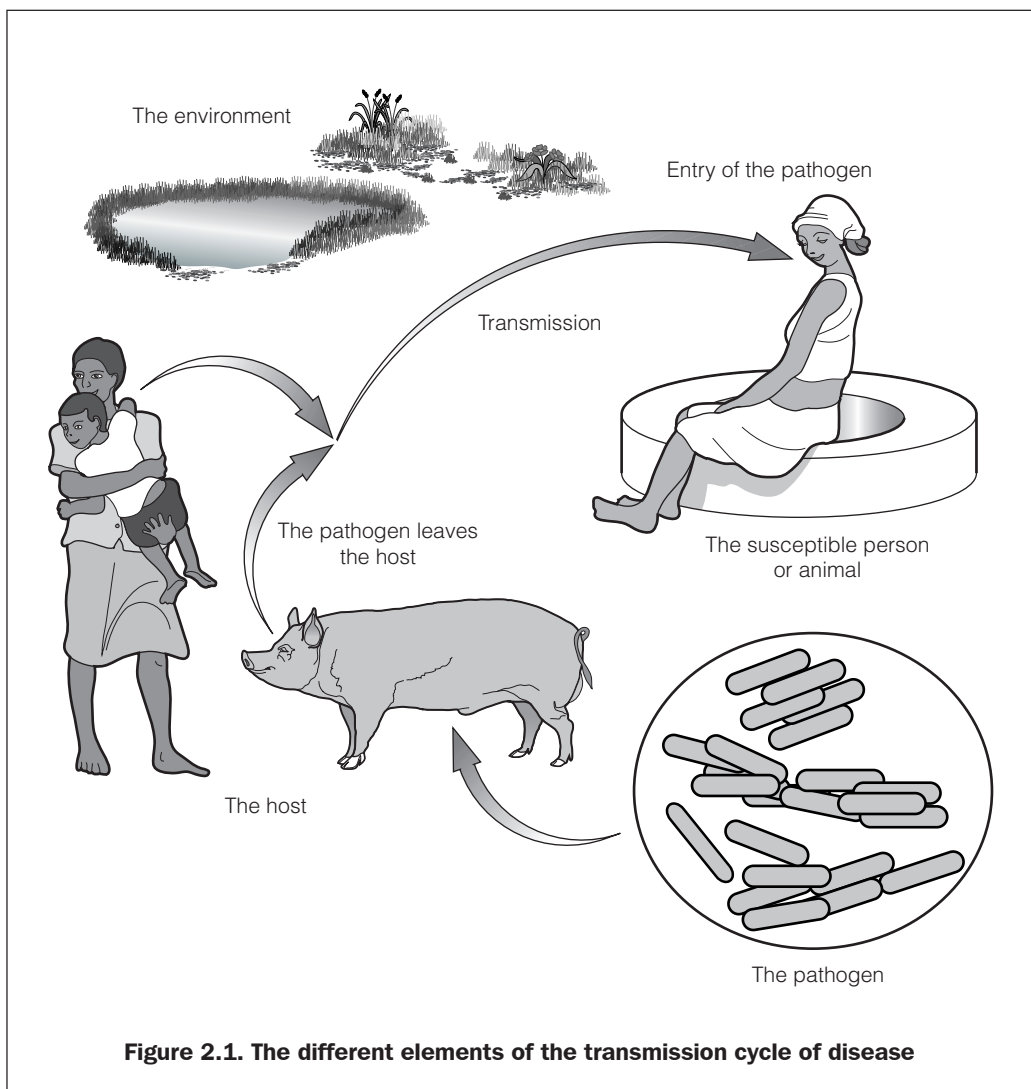 The environment
Entry of the pathogen
Transmission
The pathogen leaves
the host
The susceptible person
or animal
The host
The pathogen
Figure 2.1. The different elements of the transmission cycle of disease